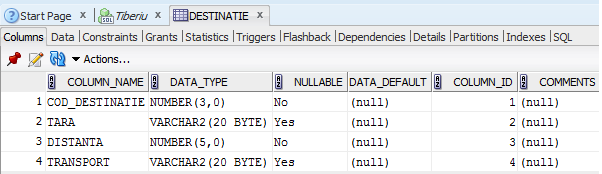 Start Page Tiberiu DESTINATIE
Columns Data Constraints Grants Statistics Triggers Flashback Dependencies Details Partitions Indexes SQL
Actions...
COLUMN_NAME DATA_TYPE NULLABLE DATA_DEFAULT COLUMN_ID COMMENTS
1 COD_DESTINATIE NUMBER(3,0) No (null) 1 (null)
2 TARA VARCHAR2(20 BYTE) Yes (null) 2 (null)
3 DISTANTA NUMBER(5,0) No (null) 3 (null)
4 TRANSPORT VARCHAR2(20 BYTE) Yes (null) 4 (null)